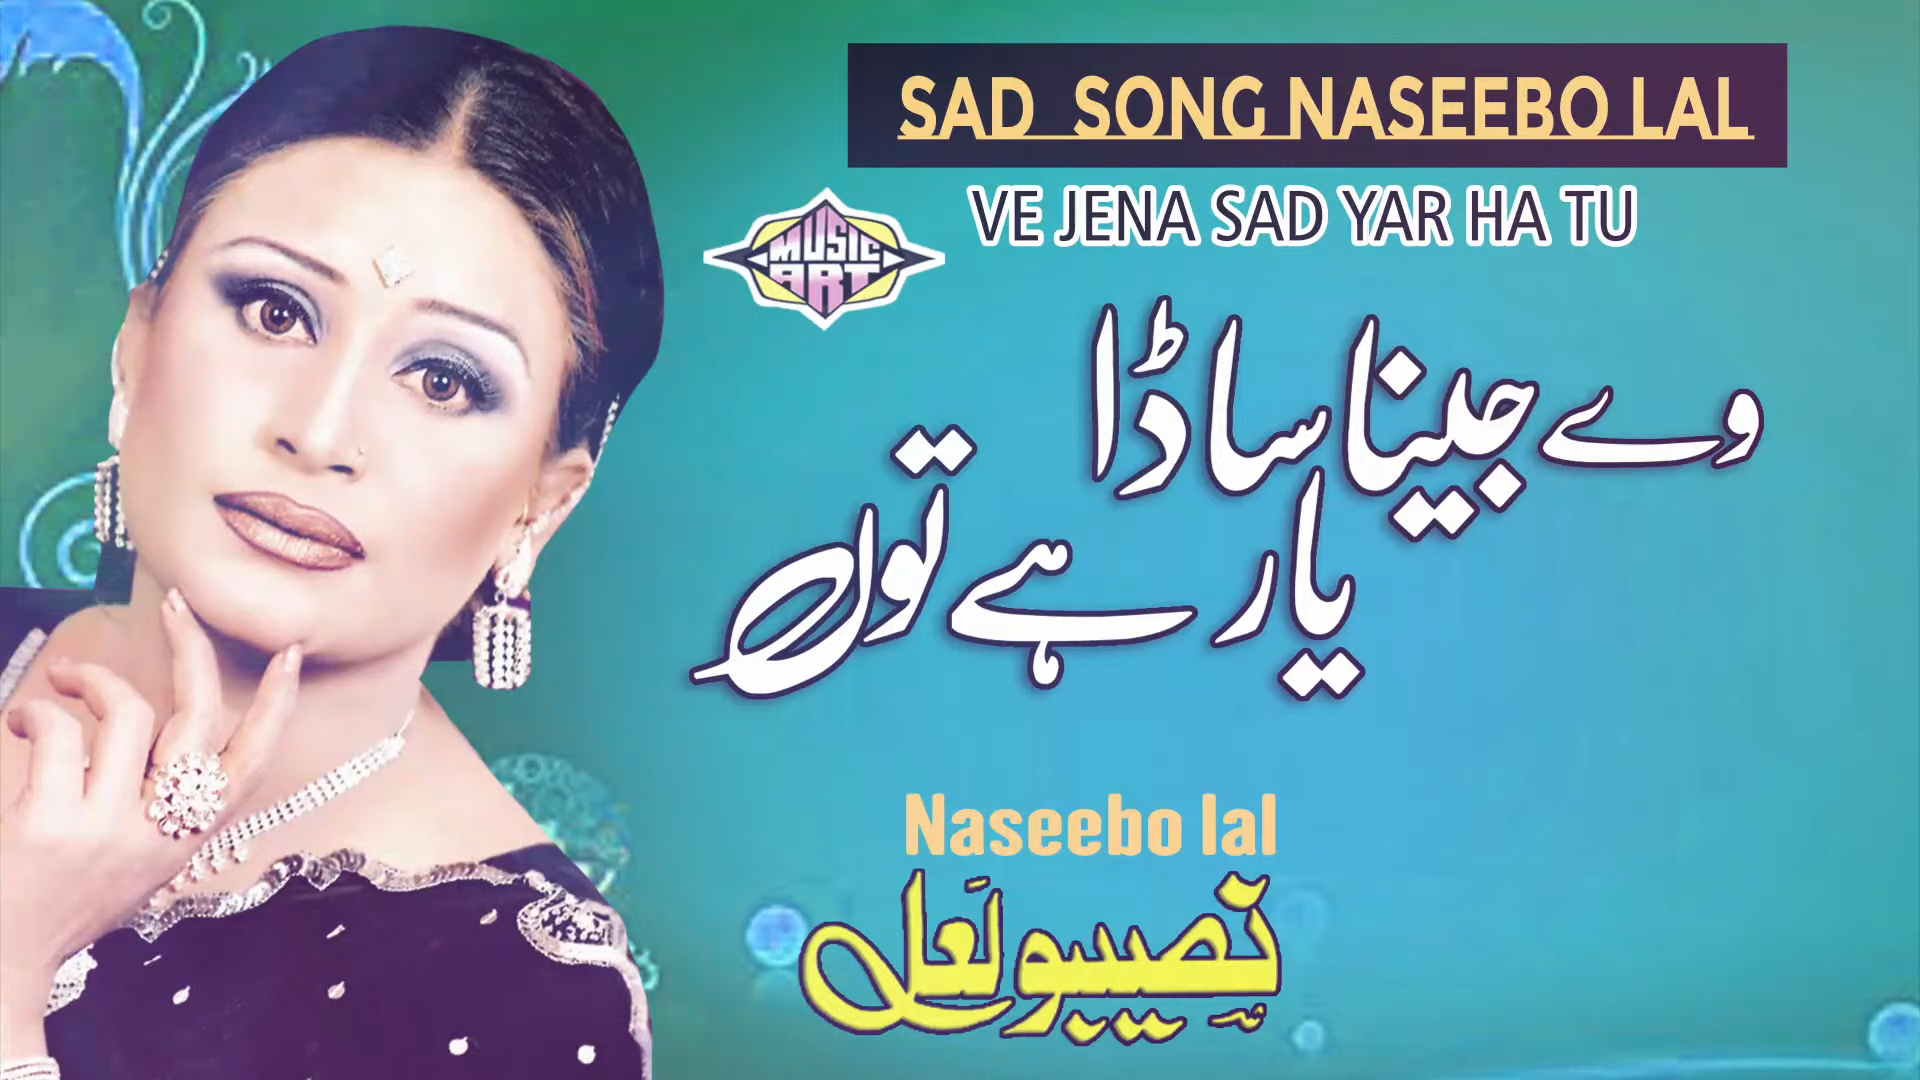 SAD SONG NASEEBO LAL
VE JENA SAD YAR HA TU
MUSIC
ART
وے جینا ساڈا
یار ہے توں
Naseebo lal
نصیبو لعل